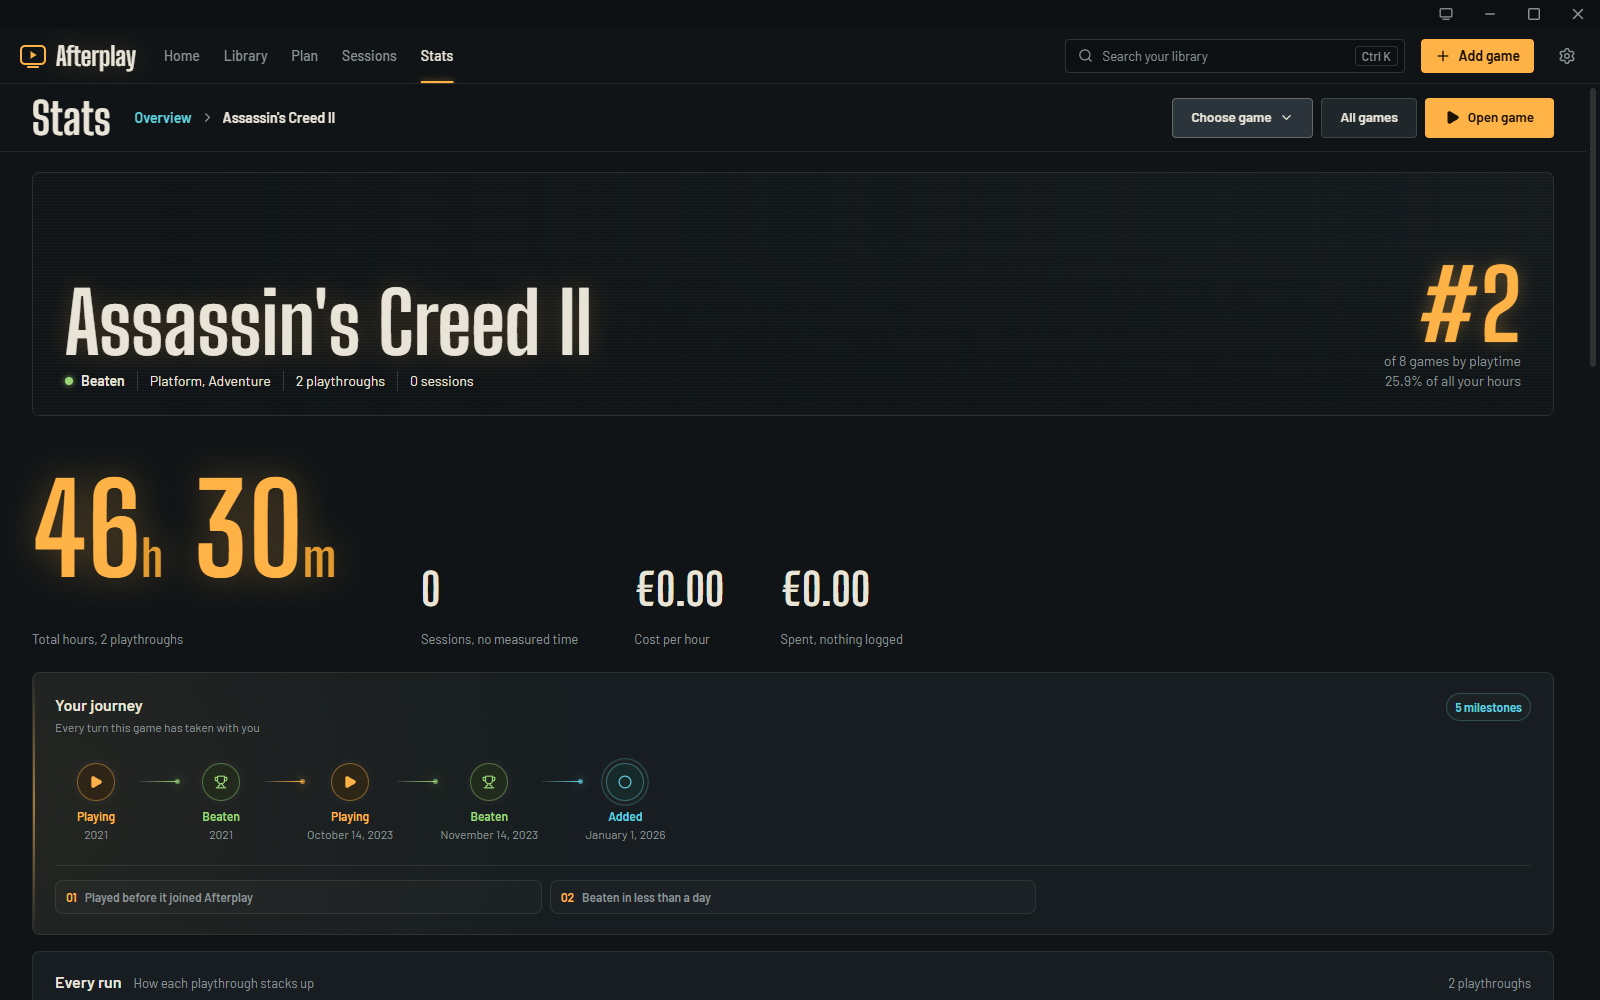 Afterplay
Home
Library
Plan
Sessions
Stats
Search your library
Ctrl K
Add game
Stats
Overview
Assassin's Creed II
Choose game
All games
Open game
Assassin's Creed II
Beaten
Platform, Adventure
2 playthroughs
0 sessions
#2
of 8 games by playtime
25.9% of all your hours
46h 30m
Total hours, 2 playthroughs
0
Sessions, no measured time
€0.00
Cost per hour
€0.00
Spent, nothing logged
Your journey
Every turn this game has taken with you
5 milestones
Playing
2021
Beaten
2021
Playing
October 14, 2023
Beaten
November 14, 2023
Added
January 1, 2026
01 Played before it joined Afterplay
02 Beaten in less than a day
Every run
How each playthrough stacks up
2 playthroughs